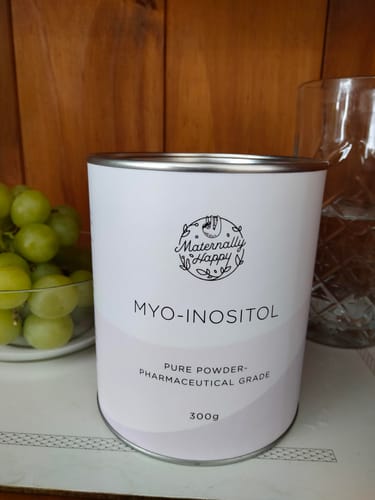 Maternally
Happy
MYO-INOSITOL
PURE POWDER-
PHARMACEUTICAL GRADE
300g